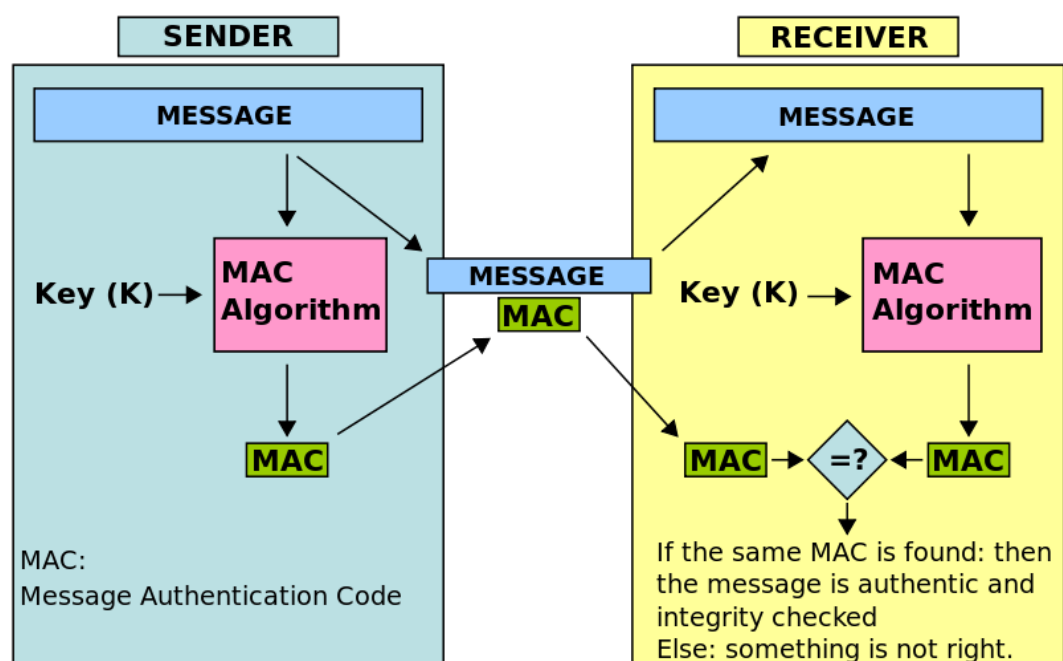 SENDER
RECEIVER
MESSAGE
MESSAGE
Key (K)
MAC
Algorithm
MESSAGE
MAC
Key (K)
MAC
Algorithm
MAC
MAC
=?
MAC
MAC:
Message Authentication Code
If the same MAC is found: then
the message is authentic and
integrity checked
Else: something is not right.